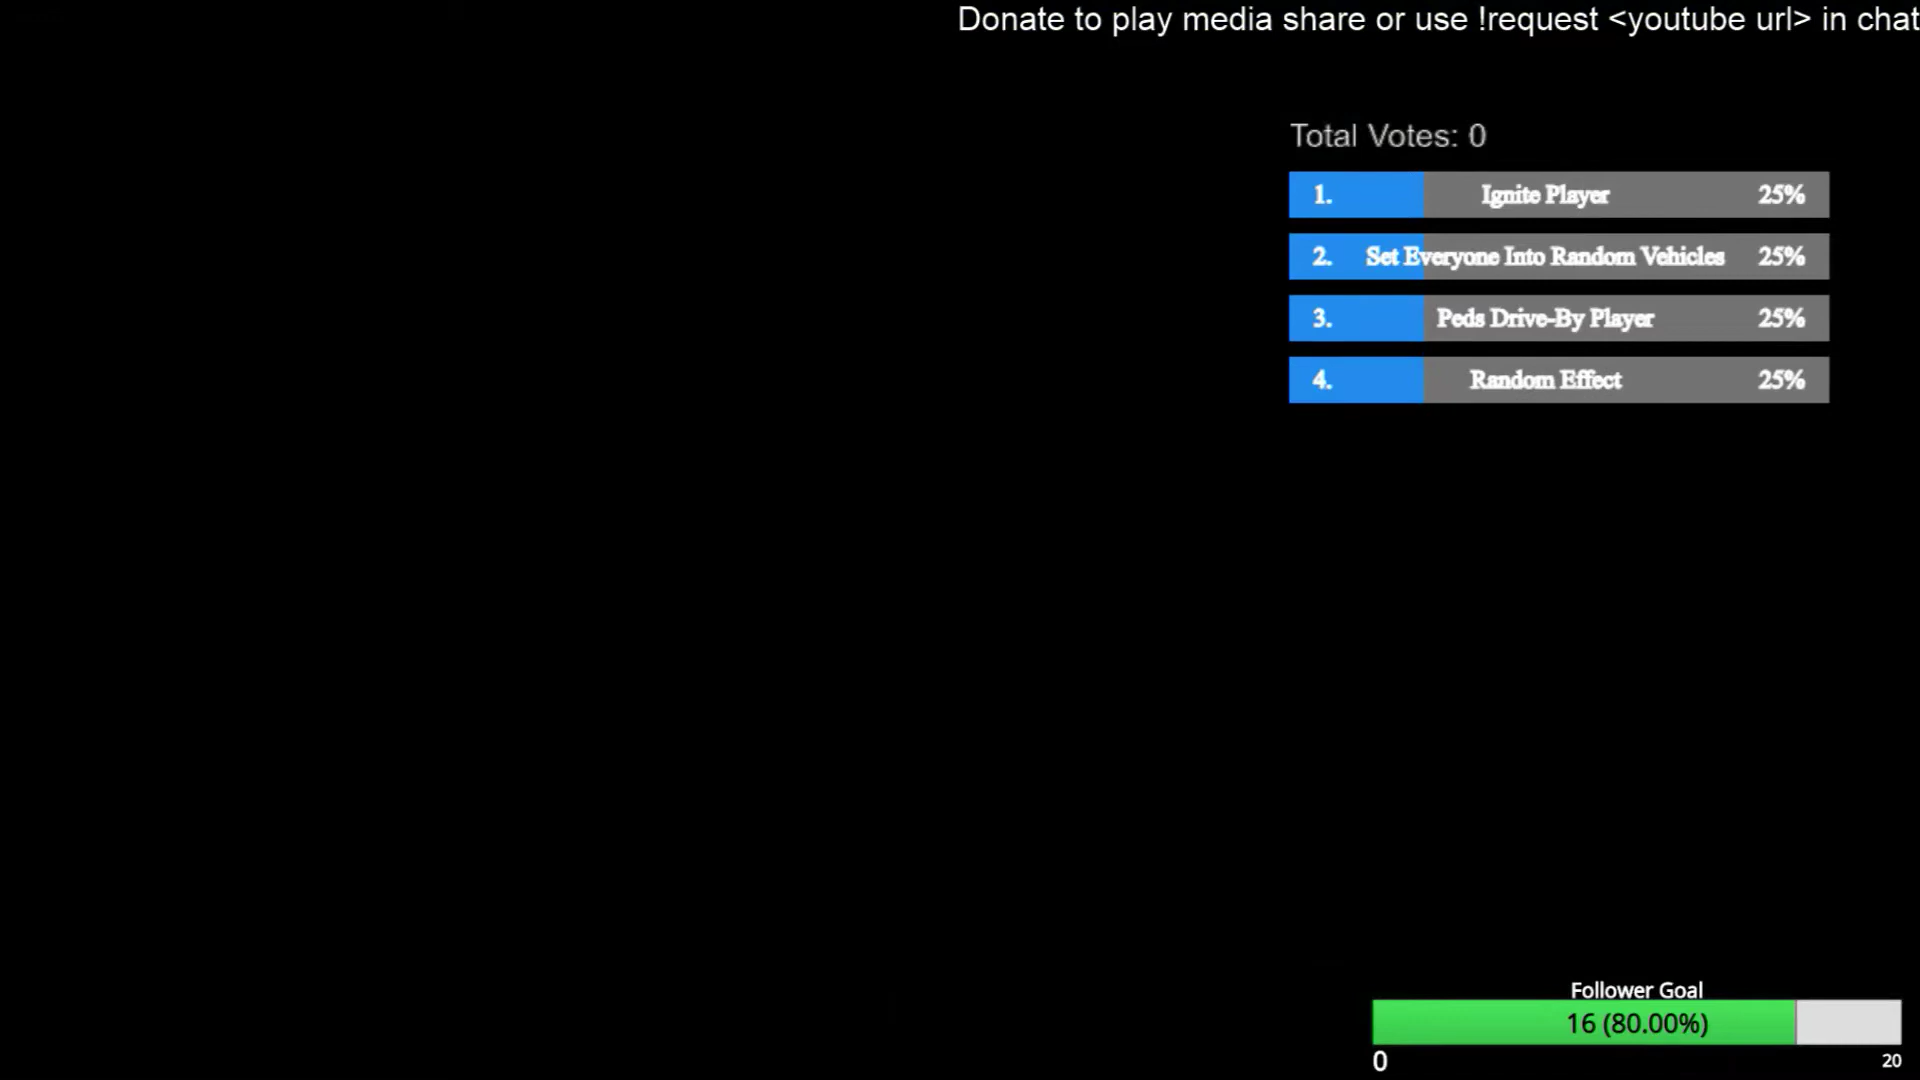 Donate to play media share or use !request <youtube url> in chat
Total Votes: 0
1. Ignite Player 25%
2. Set Everyone Into Random Vehicles 25%
3. Peds Drive-By Player 25%
4. Random Effect 25%
Follower Goal
16 (80.00%)
0 20